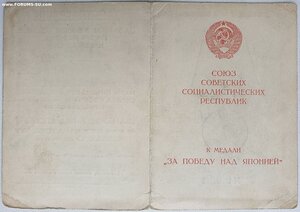 www.FORUMS-SU.com
СОЮЗ
СОВЕТСКИХ
СОЦИАЛИСТИЧЕСКИХ
РЕСПУБЛИК
К МЕДАЛИ
„ЗА ПОБЕДУ НАД ЯПОНИЕЙ“